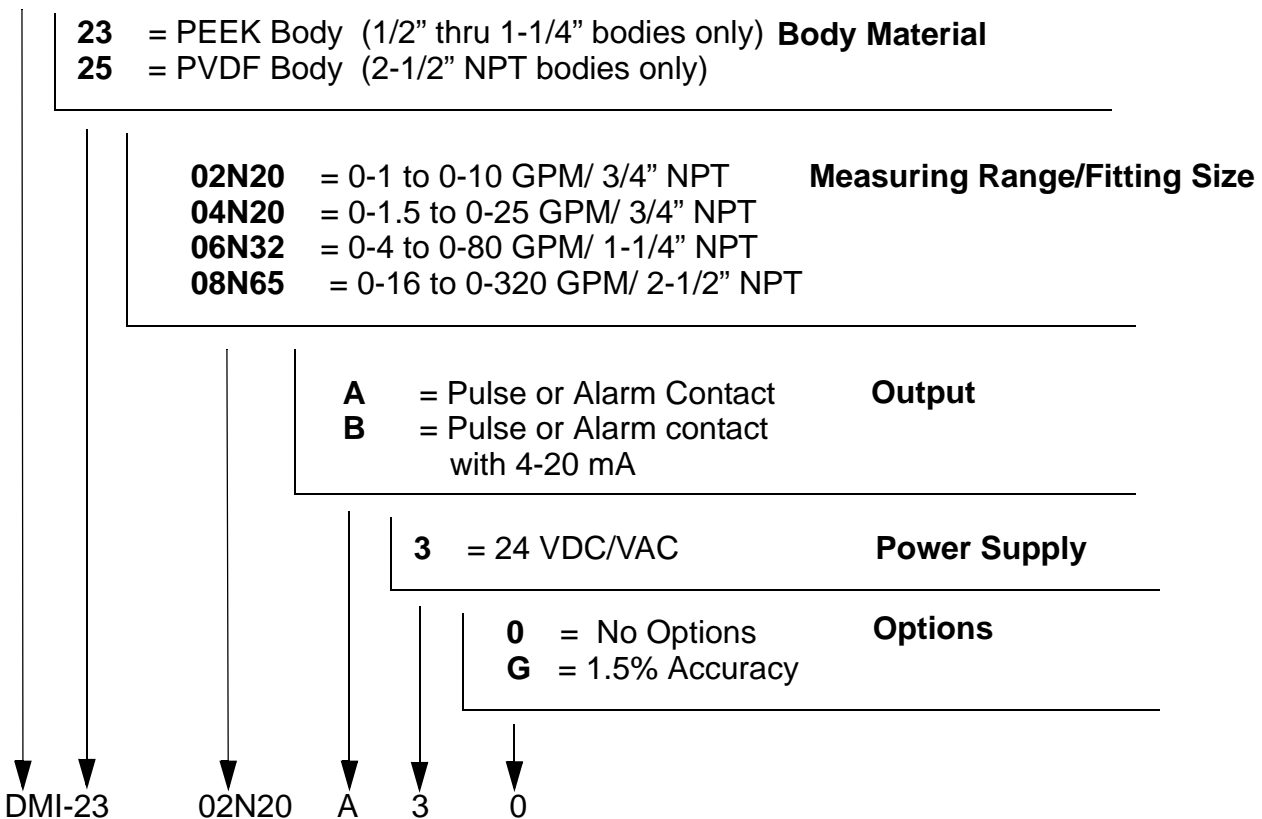 23 = PEEK Body (1/2” thru 1-1/4” bodies only) Body Material
25 = PVDF Body (2-1/2” NPT bodies only)
02N20 = 0-1 to 0-10 GPM/ 3/4” NPT Measuring Range/Fitting Size
04N20 = 0-1.5 to 0-25 GPM/ 3/4” NPT
06N32 = 0-4 to 0-80 GPM/ 1-1/4” NPT
08N65 = 0-16 to 0-320 GPM/ 2-1/2” NPT
A = Pulse or Alarm Contact Output
B = Pulse or Alarm contact
with 4-20 mA
3 = 24 VDC/VAC Power Supply
0 = No Options Options
G = 1.5% Accuracy
DMI-23 02N20 A 3 0